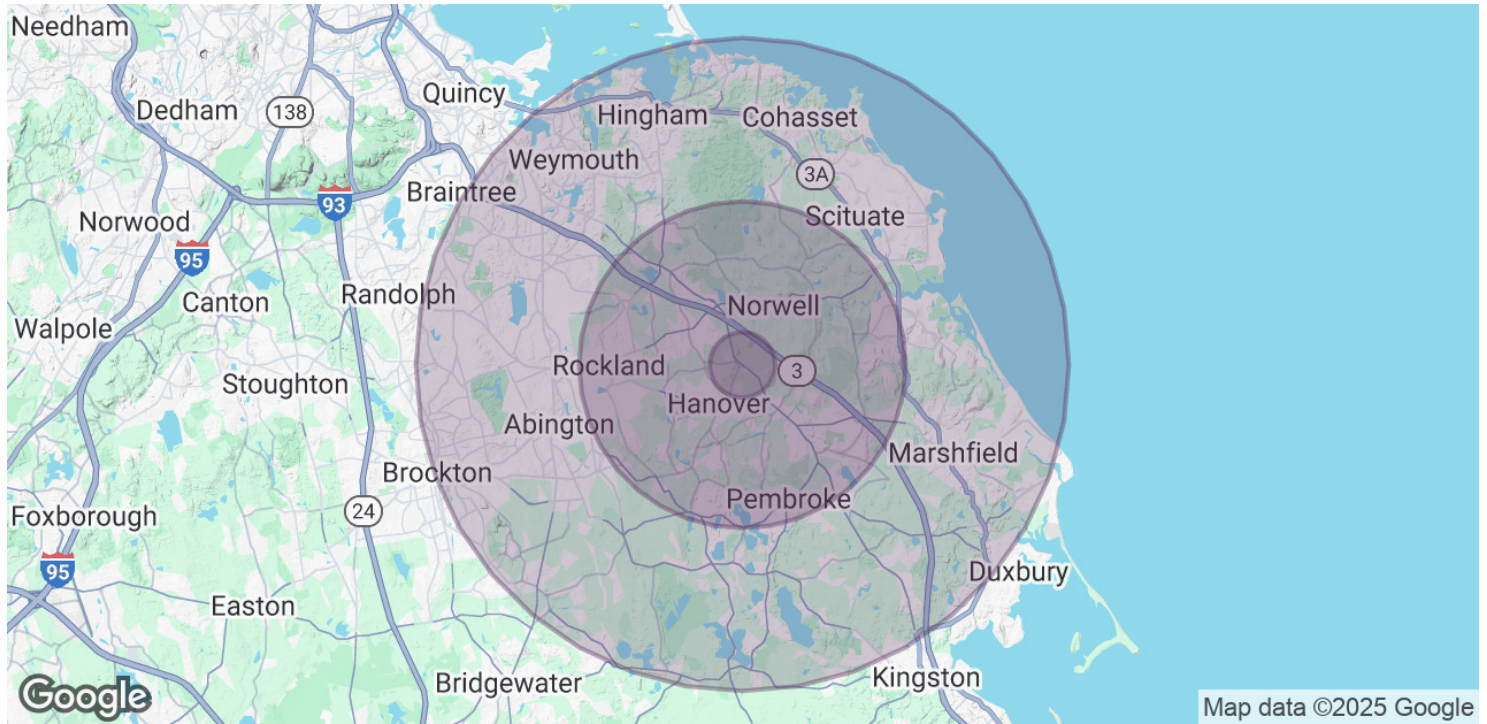 Needham
Quincy
Dedham
138
Hingham
Cohasset
Weymouth
3A
Braintree
93
Norwood
Scituate
95
Canton
Randolph
Norwell
Walpole
Rockland
3
Stoughton
Hanover
Abington
Marshfield
Brockton
Pembroke
24
Foxborough
95
Duxbury
Easton
Kingston
Bridgewater
Google
Map data ©2025 Google